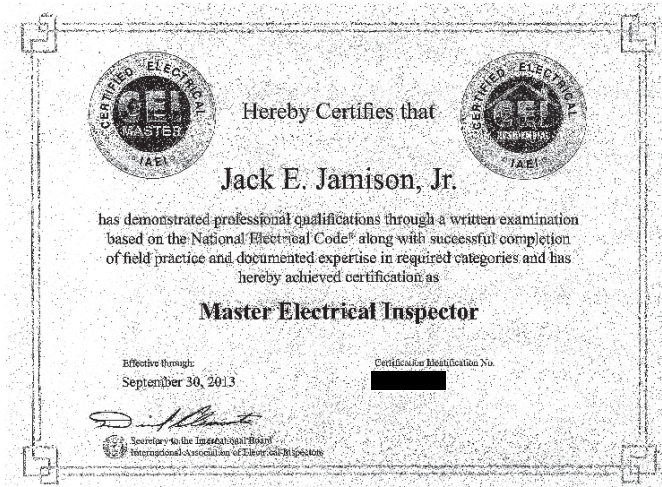 CERTIFIED ELECTRICAL
CEI
MASTER
IAEI
CERTIFIED ELECTRICAL
CEI
IAEI
Hereby Certifies that
Jack E. Jamison, Jr.
has demonstrated professional qualifications through a written examination
based on the National Electrical Code® along with successful completion
of field practice and documented expertise in required categories and has
hereby achieved certification as
Master Electrical Inspector
Effective through:
Certification Identification No.
September 30, 2013
Secretary to the International Board
International Association of Electrical Inspectors